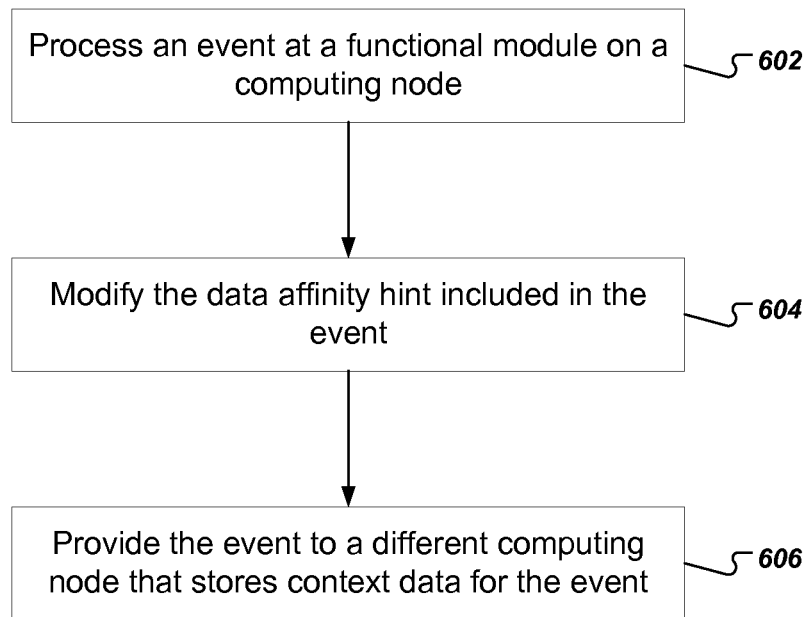 Process an event at a functional module on a
computing node
602
Modify the data affinity hint included in the
event
604
Provide the event to a different computing
node that stores context data for the event
606